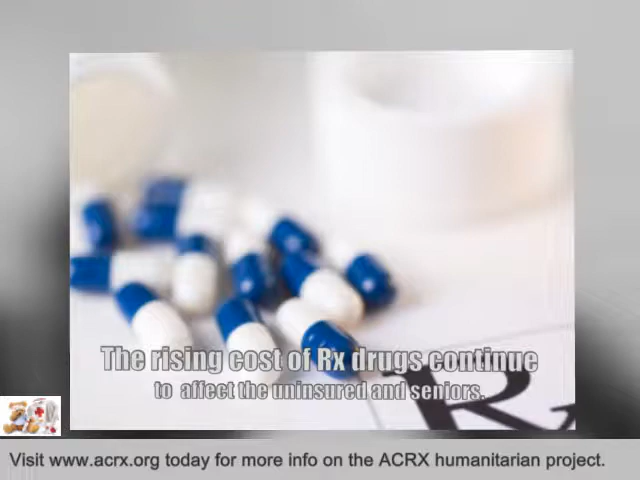 The rising cost of Rx drugs continue
to affect the uninsured and seniors.
Rx
Visit www.acrx.org today for more info on the ACRX humanitarian project.